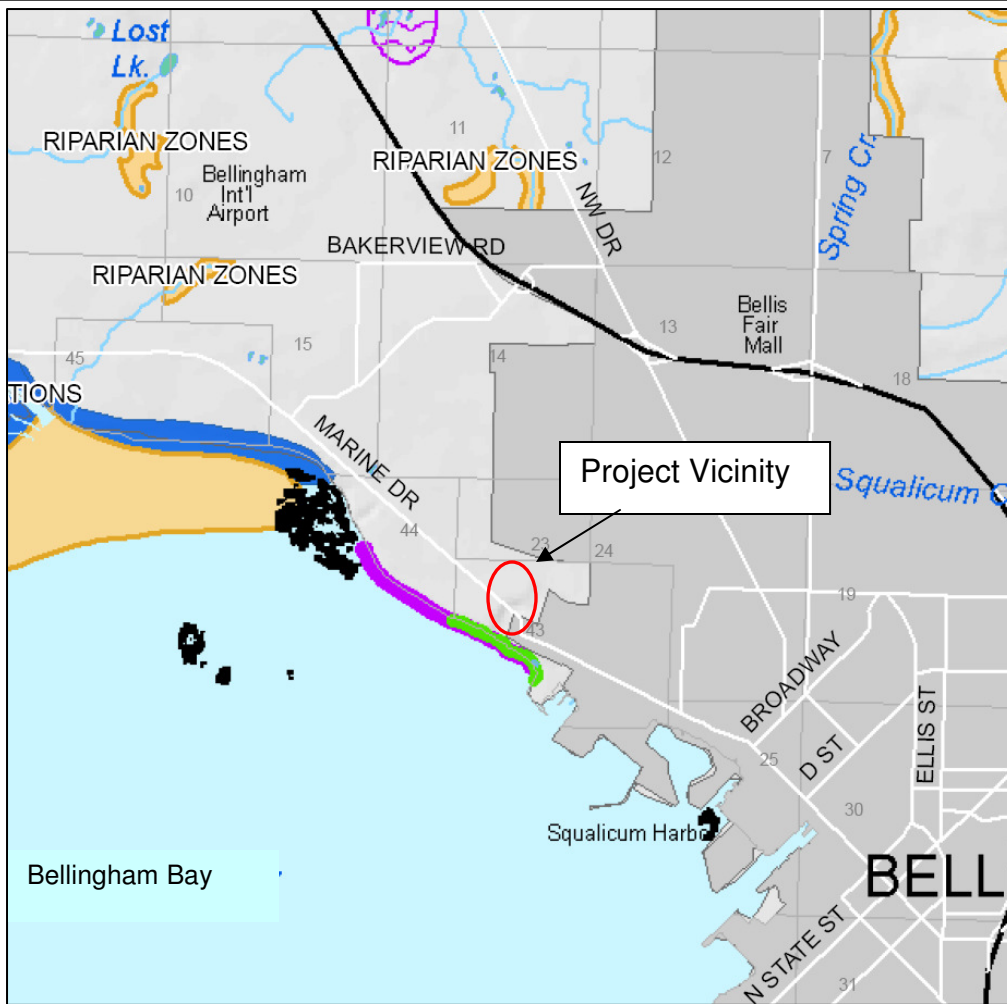 Lost
Lk.
RIPARIAN ZONES
11
RIPARIAN ZONES
12
7
10
Bellingham
Int'l
Airport
Spring Cr.
NW DR
BAKERVIEW RD
RIPARIAN ZONES
Bellis
Fair
Mall
13
45
15
14
18
TIONS
MARINE DR
Project Vicinity
Squalicum C
44
23
24
19
43
BROADWAY
ELLIS ST
D ST
25
30
Squalicum Harbo
Bellingham Bay
BELL
N STATE ST
31